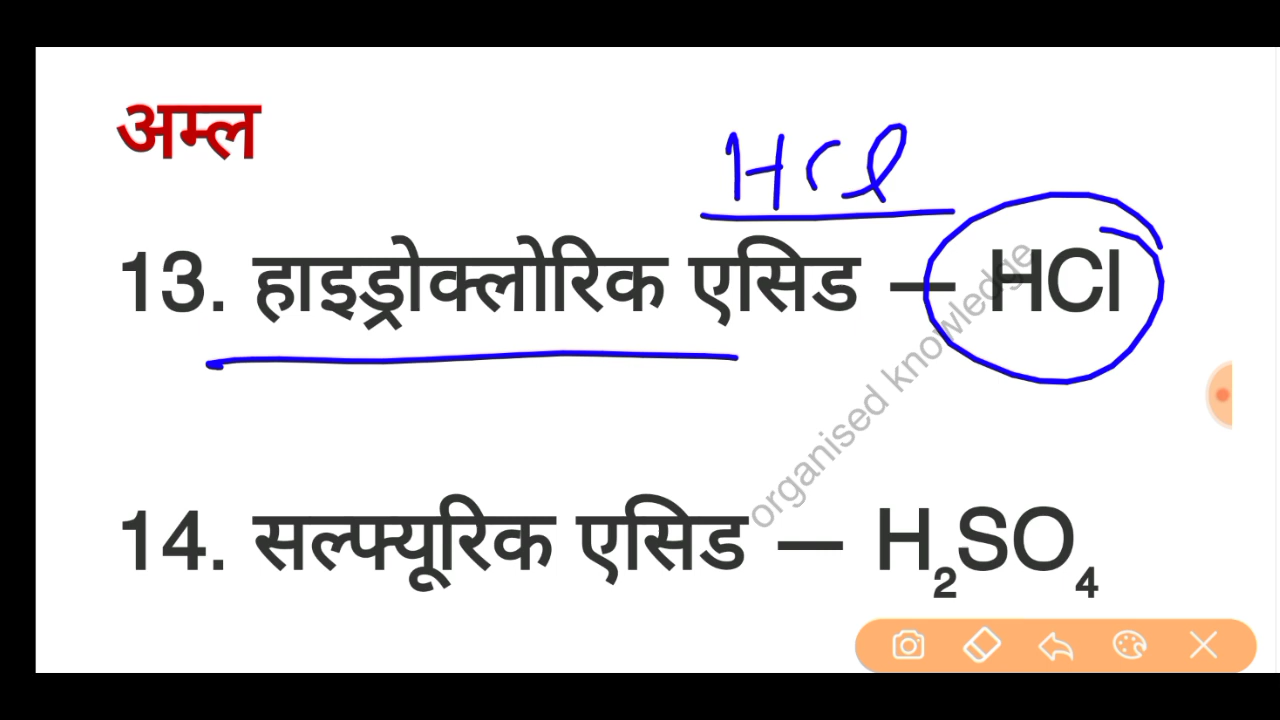 अम्ल
HCl
13. हाइड्रोक्लोरिक एसिड — HCl
organised knowledge
14. सल्फ्यूरिक एसिड — H₂SO₄